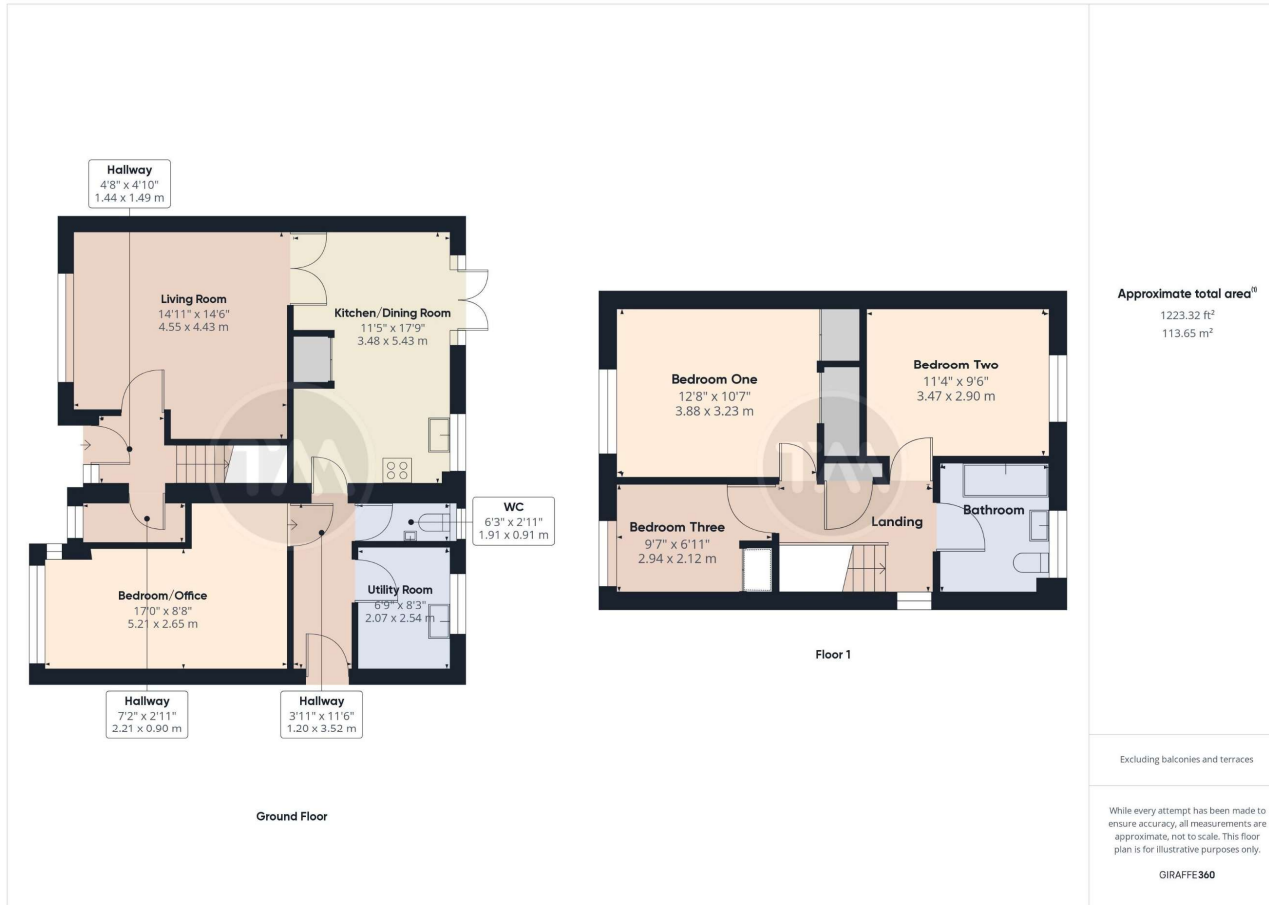 Hallway
4'8" x 4'10"
1.44 x 1.49 m
Living Room
14'11" x 14'6"
4.55 x 4.43 m
Kitchen/Dining Room
11'5" x 17'9"
3.48 x 5.43 m
WC
6'3" x 2'11"
1.91 x 0.91 m
Bedroom/Office
17'0" x 8'8"
5.21 x 2.65 m
Utility Room
6'9" x 8'3"
2.07 x 2.54 m
Hallway
7'2" x 2'11"
2.21 x 0.90 m
Hallway
3'11" x 11'6"
1.20 x 3.52 m
Ground Floor
Bedroom One
12'8" x 10'7"
3.88 x 3.23 m
Bedroom Two
11'4" x 9'6"
3.47 x 2.90 m
Bedroom Three
9'7" x 6'11"
2.94 x 2.12 m
Landing
Bathroom
Floor 1
Approximate total area⁽¹⁾
1223.32 ft²
113.65 m²
Excluding balconies and terraces
While every attempt has been made to
ensure accuracy, all measurements are
approximate, not to scale. This floor
plan is for illustrative purposes only.
GIRAFFE360